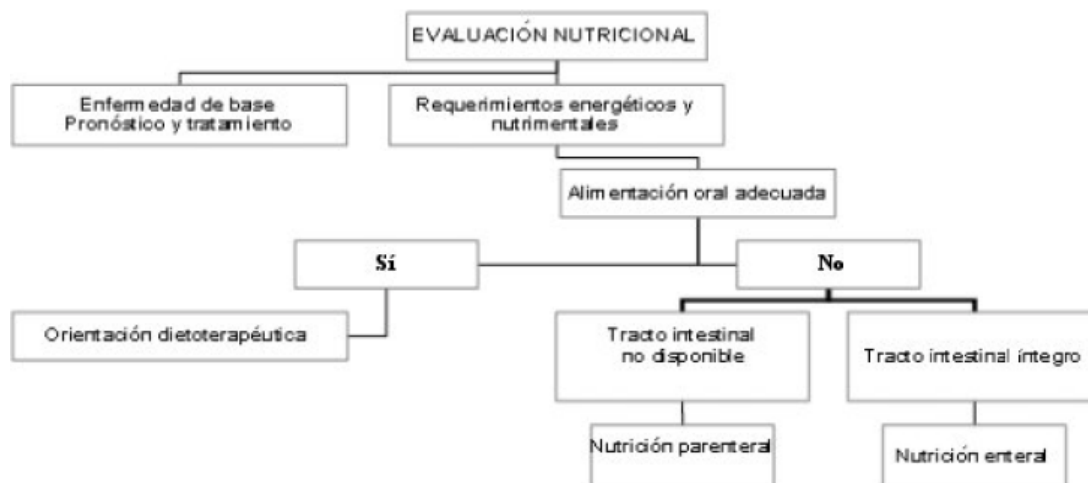 EVALUACIÓN NUTRICIONAL
Enfermedad de base
Pronóstico y tratamiento
Requerimientos energéticos y
nutrimentales
Alimentación oral adecuada
Sí
No
Orientación dietoterapéutica
Tracto intestinal
no disponible
Tracto intestinal íntegro
Nutrición parenteral
Nutrición enteral